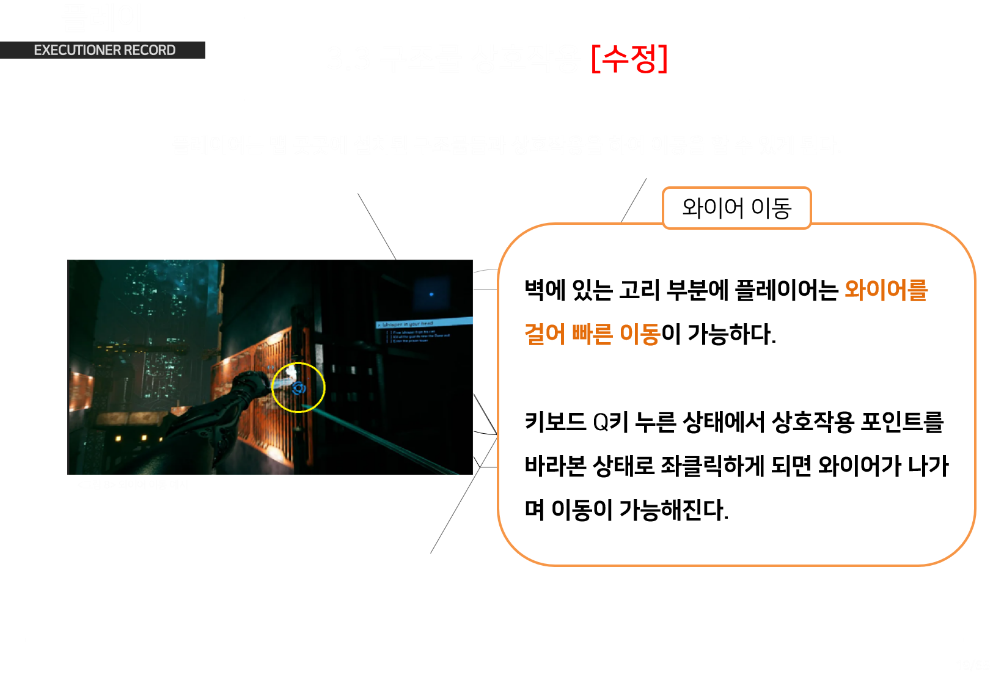 EXECUTIONER RECORD
[수정]
와이어 이동
벽에 있는 고리 부분에 플레이어는 와이어를
걸어 빠른 이동이 가능하다.
키보드 Q키 누른 상태에서 상호작용 포인트를
바라본 상태로 좌클릭하게 되면 와이어가 나가
며 이동이 가능해진다.